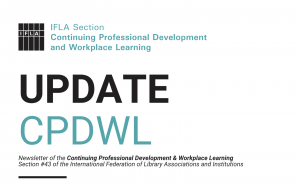 IFLA
IFLA Section
Continuing Professional Development
and Workplace Learning
UPDATE
CPDWL
Newsletter of the Continuing Professional Development & Workplace Learning
Section #43 of the International Federation of Library Associations and Institutions